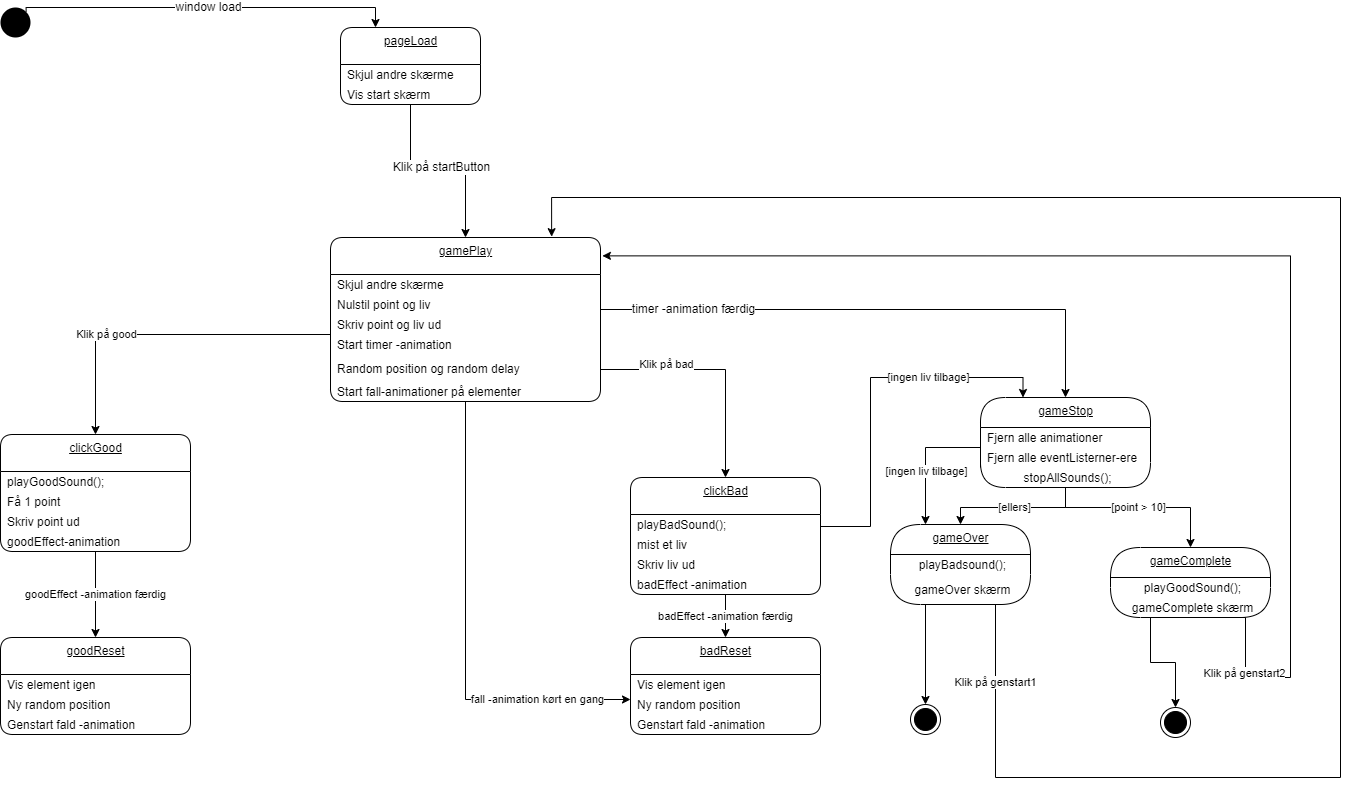 window load
pageLoad
Skjul andre skærme
Vis start skærm
Klik på startButton
gamePlay
Skjul andre skærme
Nulstil point og liv
Skriv point og liv ud
Start timer -animation
Random position og random delay
Start fall-animationer på elementer
timer -animation færdig
Klik på good
Klik på bad
[ingen liv tilbage]
gameStop
Fjern alle animationer
Fjern alle eventListerner-ere
stopAllSounds();
clickGood
playGoodSound();
Få 1 point
Skriv point ud
goodEffect-animation
[ingen liv tilbage]
clickBad
playBadSound();
mist et liv
Skriv liv ud
badEffect -animation
[ellers]
[point > 10]
gameOver
playBadsound();
gameOver skærm
gameComplete
playGoodSound();
gameComplete skærm
goodEffect -animation færdig
badEffect -animation færdig
goodReset
Vis element igen
Ny random position
Genstart fald -animation
fall -animation kørt en gang
badReset
Vis element igen
Ny random position
Genstart fald -animation
Klik på genstart1
Klik på genstart2